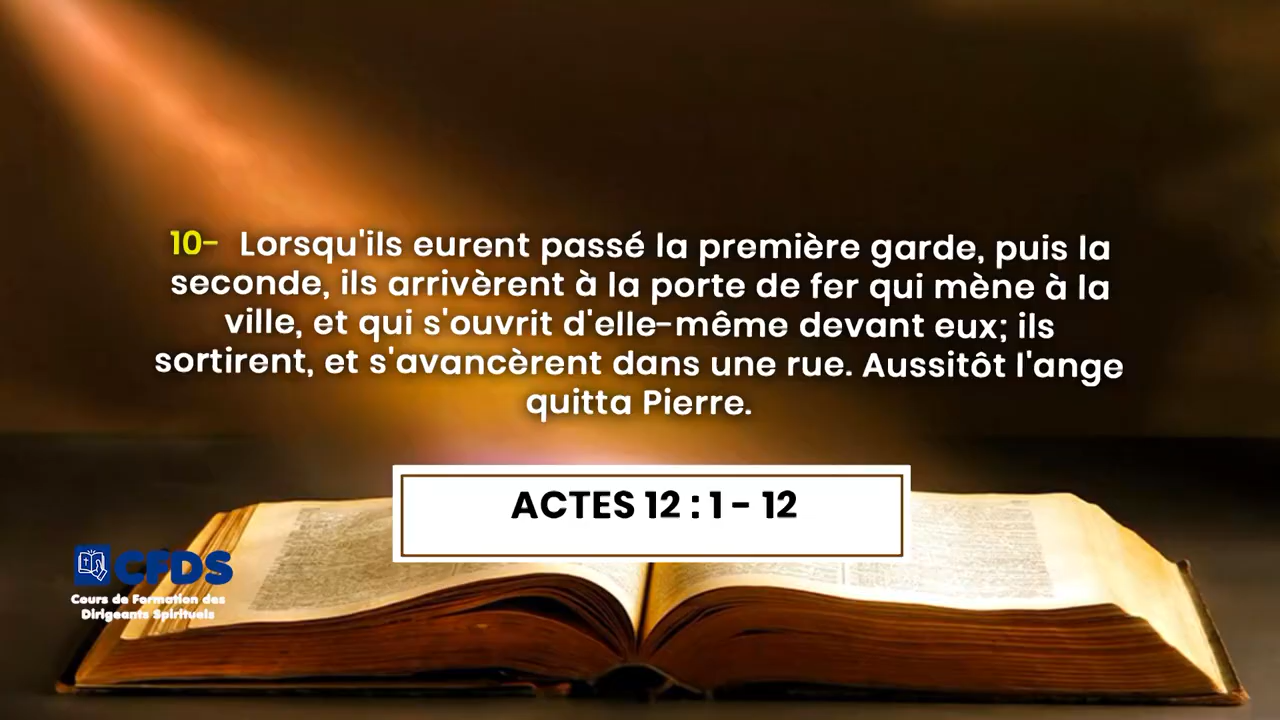 10- Lorsqu'ils eurent passé la première garde, puis la
seconde, ils arrivèrent à la porte de fer qui mène à la
ville, et qui s'ouvrit d'elle-même devant eux; ils
sortirent, et s'avancèrent dans une rue. Aussitôt l'ange
quitta Pierre.
ACTES 12 : 1 - 12
CFDS
Cours de Formation des
Dirigeants Spirituels